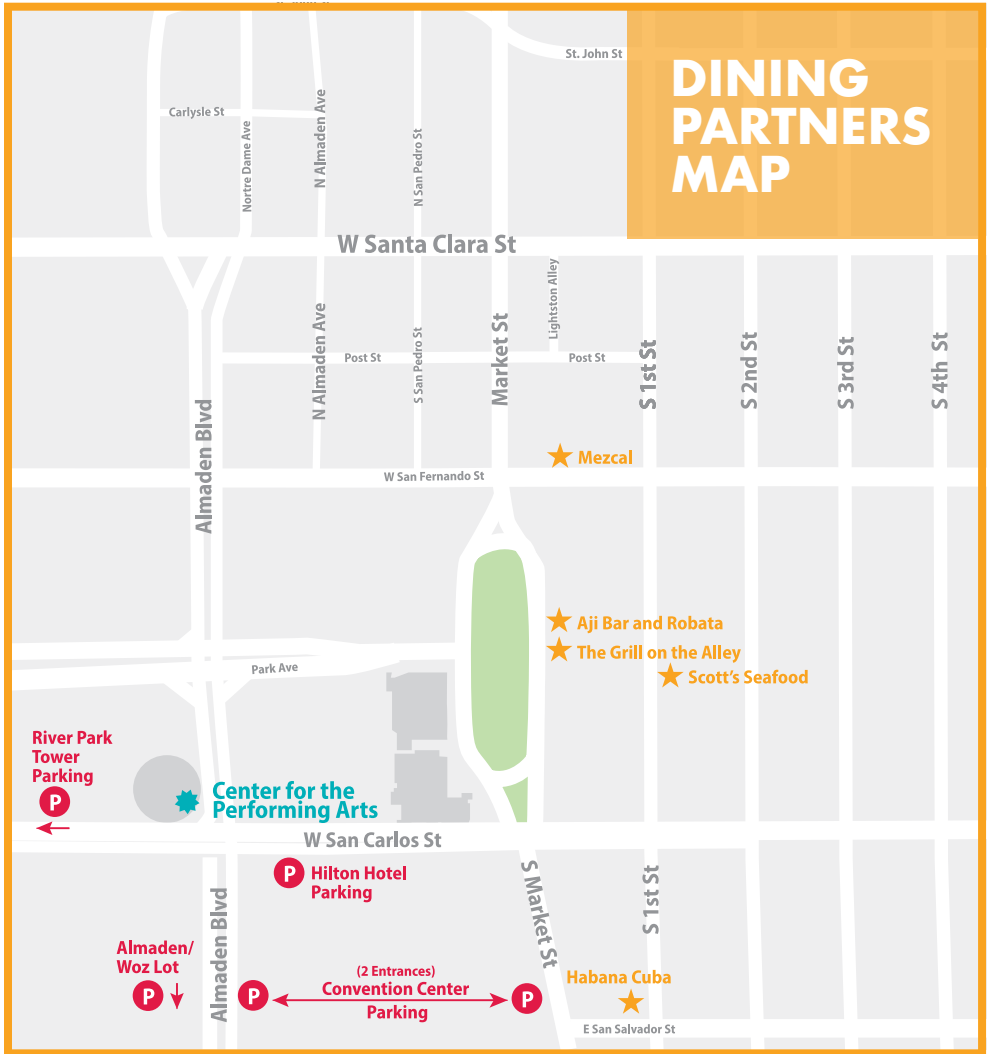 St. John St
DINING
PARTNERS
MAP
Carlysle St
Nortre Dame Ave
N Almaden Ave
N San Pedro St
W Santa Clara St
Lightston Alley
N Almaden Ave
S San Pedro St
Market St
Post St
Post St
S 1st St
S 2nd St
S 3rd St
S 4th St
Almaden Blvd
Mezcal
W San Fernando St
Aji Bar and Robata
The Grill on the Alley
Scott's Seafood
Park Ave
River Park
Tower
Parking
P
Center for the
Performing Arts
W San Carlos St
P
Hilton Hotel
Parking
S Market St
S 1st St
Almaden Blvd
Almaden/
Woz Lot
P
P
(2 Entrances)
Convention Center
Parking
P
Habana Cuba
E San Salvador St